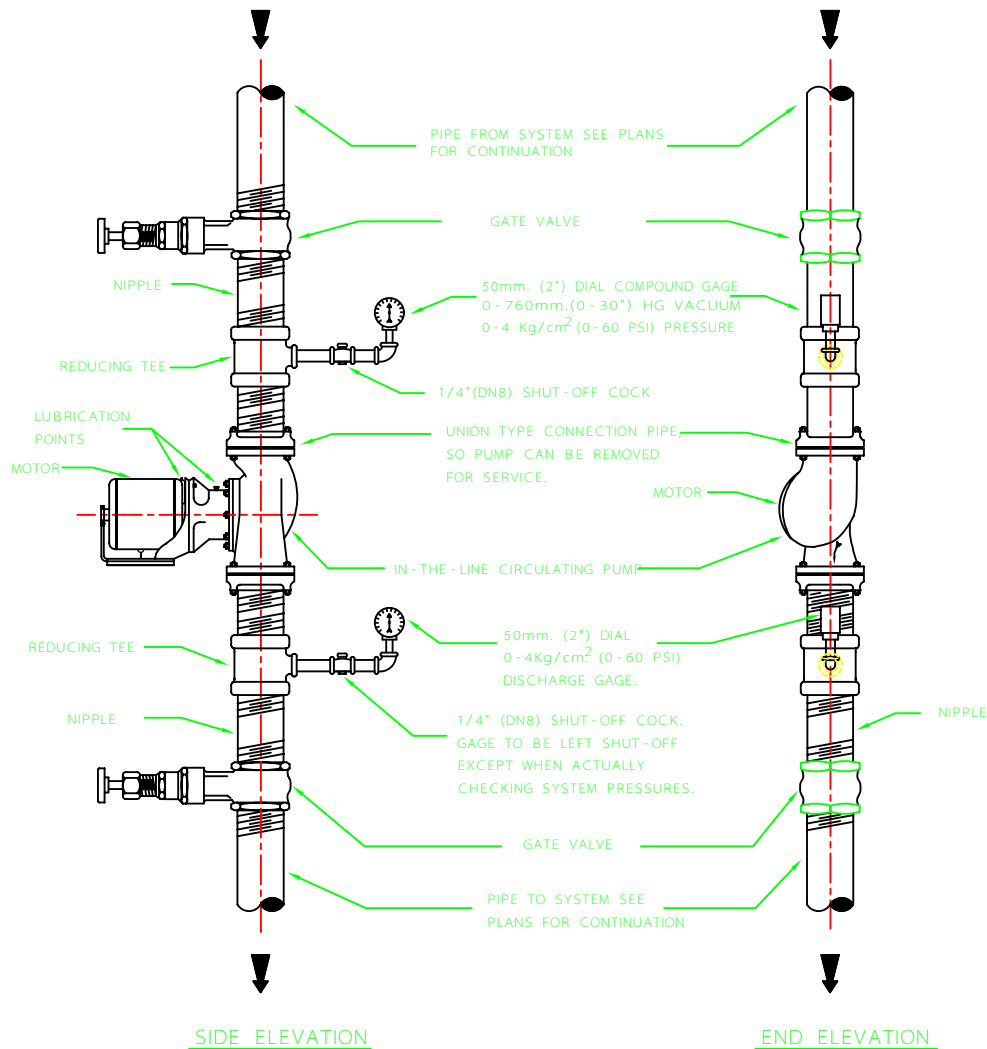 PIPE FROM SYSTEM SEE PLANS
FOR CONTINUATION
GATE VALVE
NIPPLE
50mm. (2") DIAL COMPOUND GAGE
0-760mm.(0-30") HG VACUUM
0-4 Kg/cm² (0-60 PSI) PRESSURE
REDUCING TEE
1/4"(DN8) SHUT-OFF COCK
LUBRICATION
POINTS
UNION TYPE CONNECTION PIPE,
SO PUMP CAN BE REMOVED
FOR SERVICE.
MOTOR
MOTOR
IN-THE-LINE CIRCULATING PUMP
50mm. (2") DIAL
0-4Kg/cm² (0-60 PSI)
DISCHARGE GAGE.
REDUCING TEE
NIPPLE
1/4" (DN8) SHUT-OFF COCK.
GAGE TO BE LEFT SHUT-OFF
EXCEPT WHEN ACTUALLY
CHECKING SYSTEM PRESSURES.
NIPPLE
GATE VALVE
PIPE TO SYSTEM SEE
PLANS FOR CONTINUATION
SIDE ELEVATION
END ELEVATION